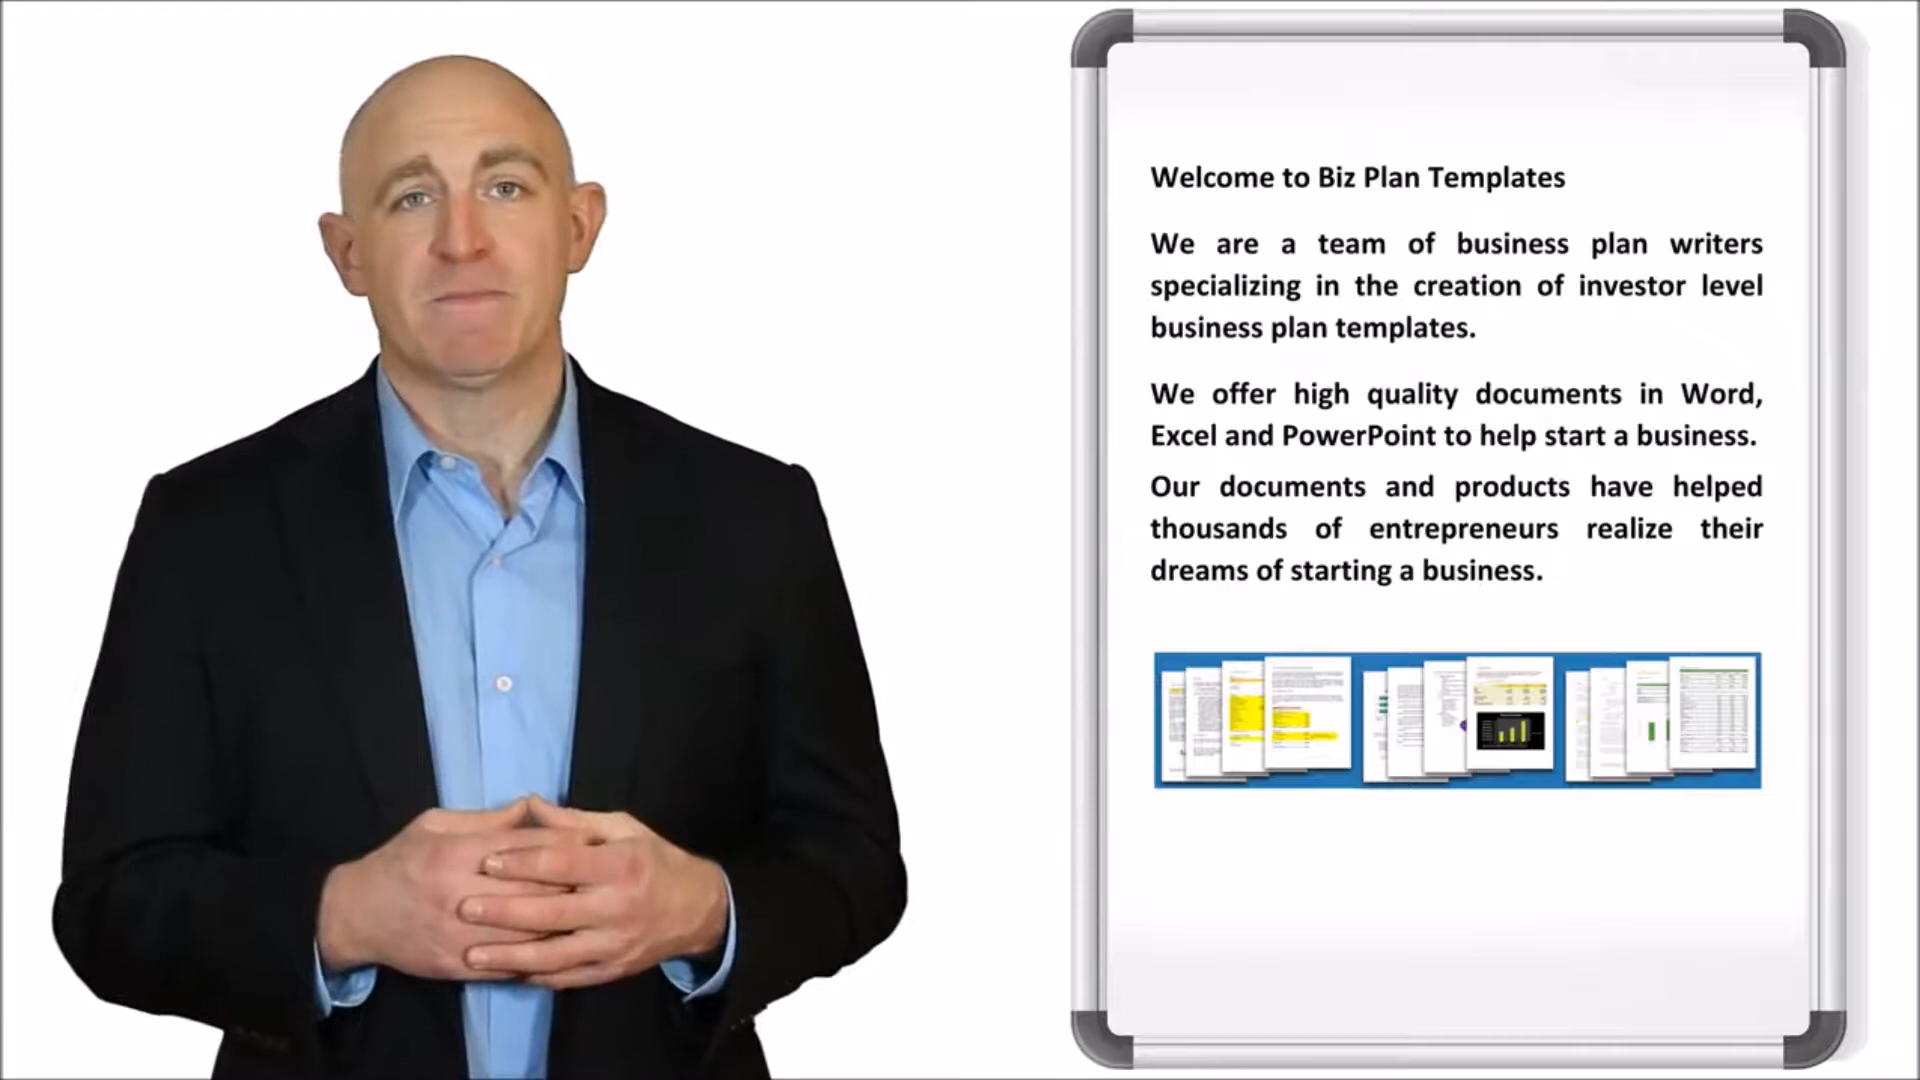 Welcome to Biz Plan Templates
We are a team of business plan writers
specializing in the creation of investor level
business plan templates.
We offer high quality documents in Word,
Excel and PowerPoint to help start a business.
Our documents and products have helped
thousands of entrepreneurs realize their
dreams of starting a business.